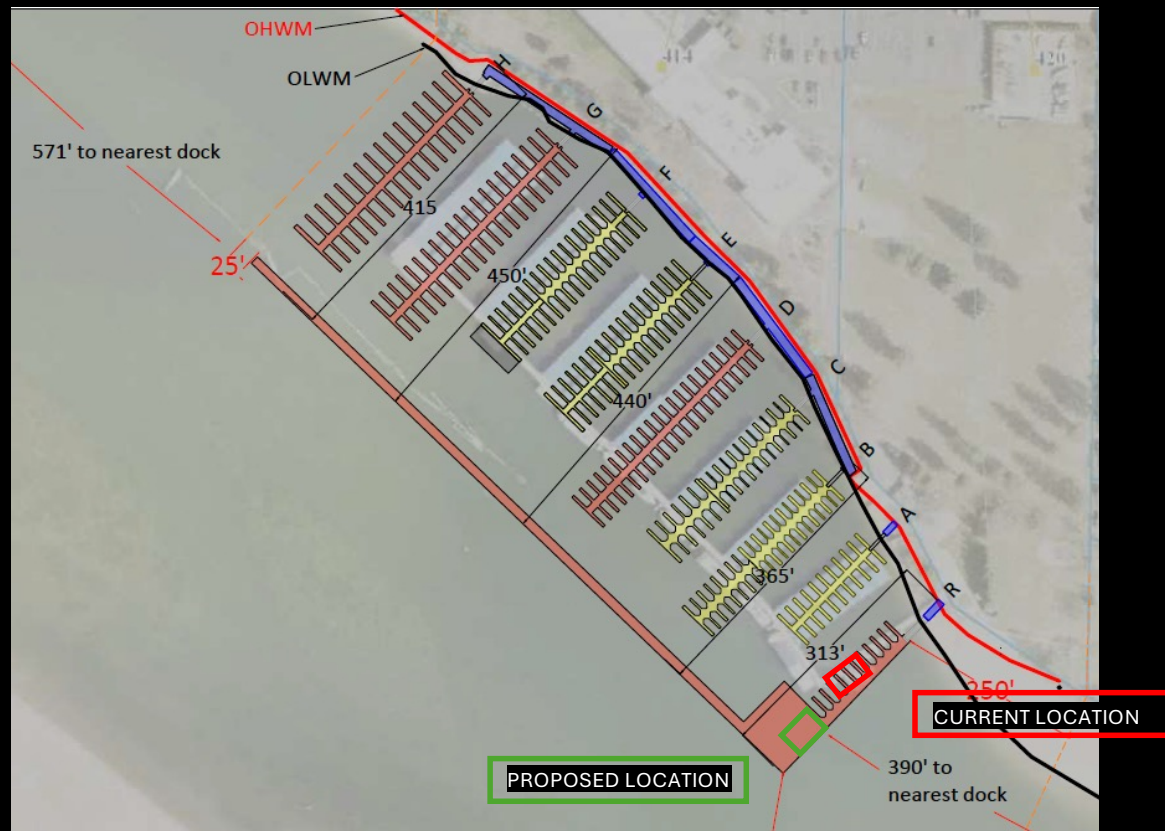 OHWM
OLWM
414
420
571' to nearest dock
H
G
F
E
D
C
B
A
R
25'
415
450'
440'
365'
313'
250'
CURRENT LOCATION
PROPOSED LOCATION
390' to
nearest dock